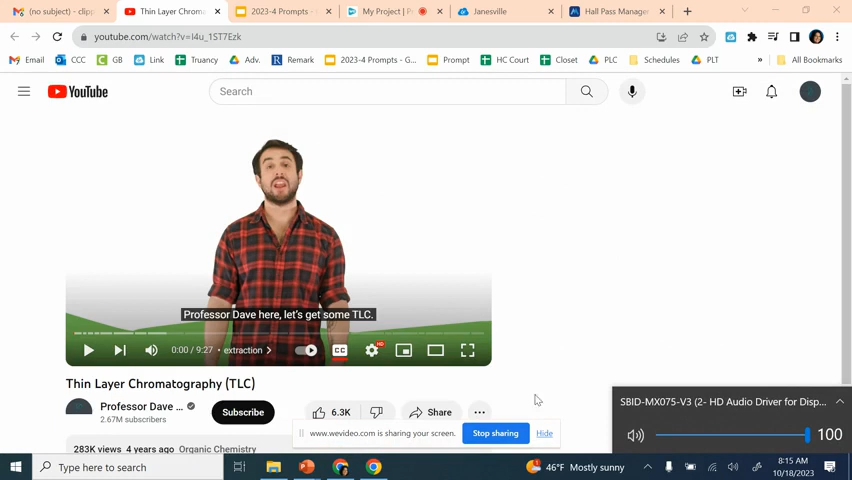 (no subject) - clipp
Thin Layer Chroma
2023-4 Prompts -
My Project | P
Janesville
Hall Pass Manager
youtube.com/watch?v=I4u_1ST7Ezk
Email
CCC
GB
Link
Truancy
Adv.
Remark
2023-4 Prompts - G...
Prompt
HC Court
Closet
PLC
Schedules
PLT
»
All Bookmarks
YouTube
Search
Professor Dave here, let's get some TLC.
0:00 / 9:27 • extraction
CC
HD
Thin Layer Chromatography (TLC)
Professor Dave ...
2.67M subscribers
Subscribe
6.3K
Share
www.wevideo.com is sharing your screen.
Stop sharing
Hide
283K views 4 years ago Organic Chemistry
SBID-MX075-V3 (2- HD Audio Driver for Disp...
100
Type here to search
46°F Mostly sunny
8:15 AM
10/18/2023